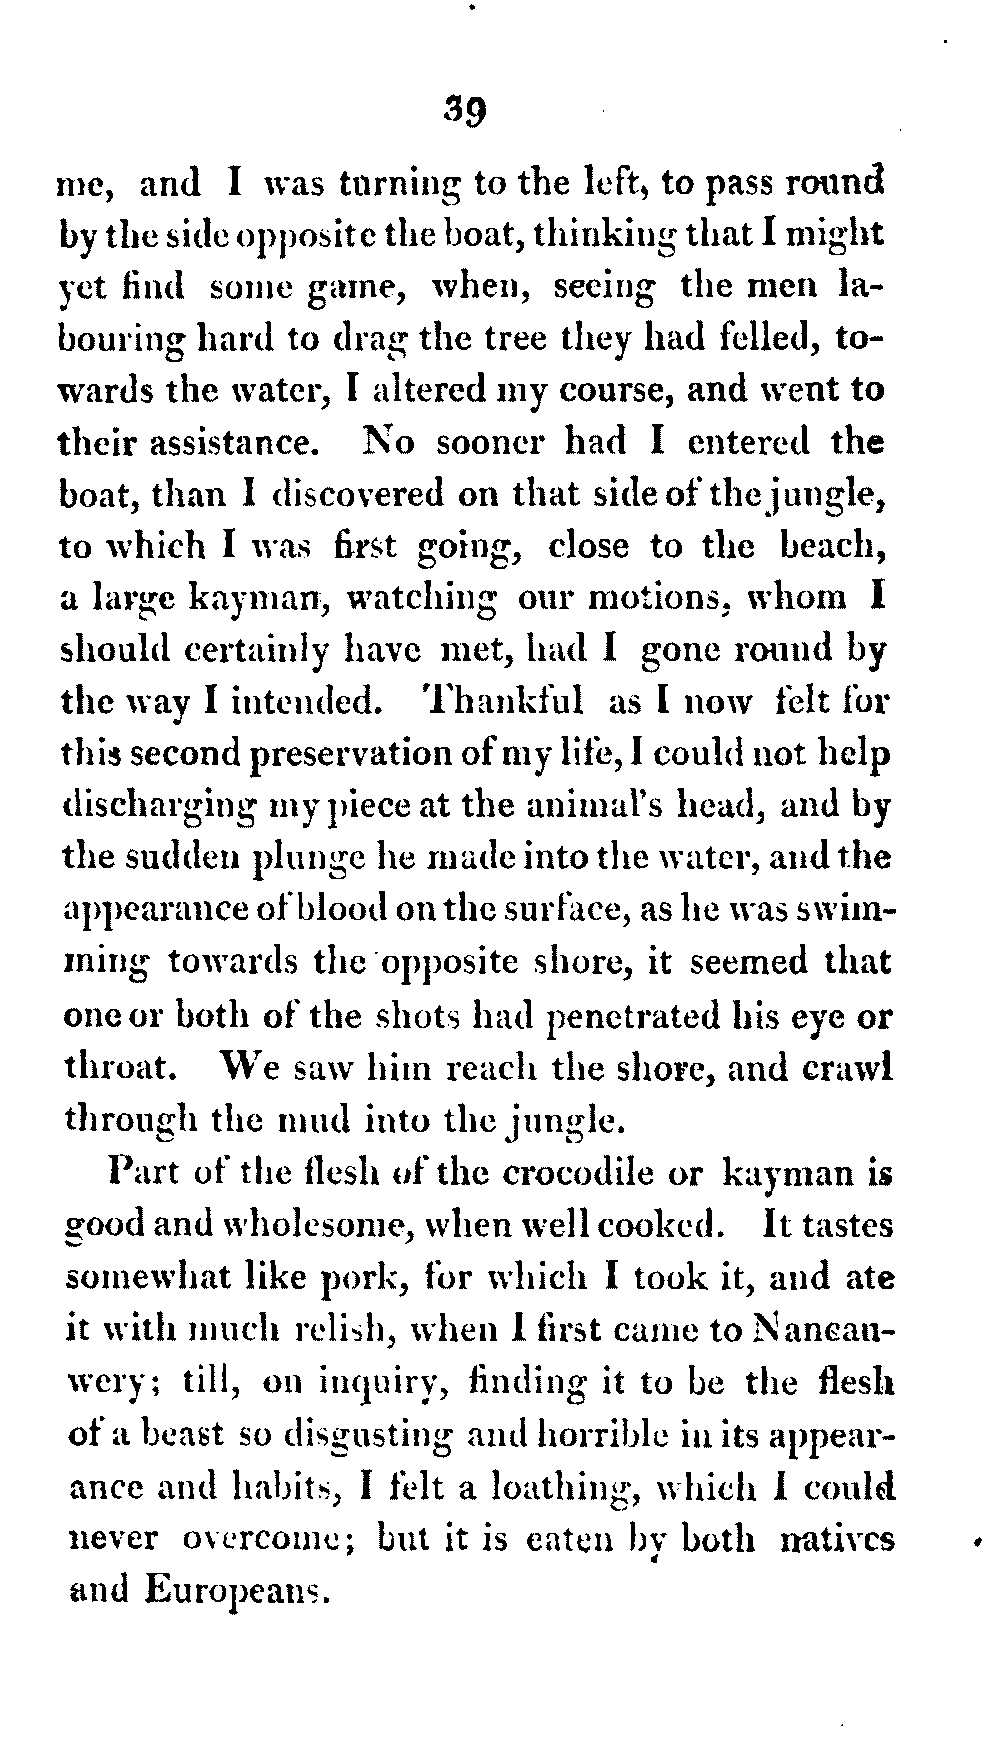 39
me, and I was turning to the left, to pass round
by the side opposite the boat, thinking that I might
yet find some game, when, seeing the men la-
bouring hard to drag the tree they had felled, to-
wards the water, I altered my course, and went to
their assistance. No sooner had I entered the
boat, than I discovered on that side of the jungle,
to which I was first going, close to the beach,
a large kayman, watching our motions, whom I
should certainly have met, had I gone round by
the way I intended. Thankful as I now felt for
this second preservation of my life, I could not help
discharging my piece at the animal's head, and by
the sudden plunge he made into the water, and the
appearance of blood on the surface, as he was swim-
ming towards the opposite shore, it seemed that
one or both of the shots had penetrated his eye or
throat. We saw him reach the shore, and crawl
through the mud into the jungle.
Part of the flesh of the crocodile or kayman is
good and wholesome, when well cooked. It tastes
somewhat like pork, for which I took it, and ate
it with much relish, when I first came to Nancau-
wery; till, on inquiry, finding it to be the flesh
of a beast so disgusting and horrible in its appear-
ance and habits, I felt a loathing, which I could
never overcome; but it is eaten by both natives
and Europeans.